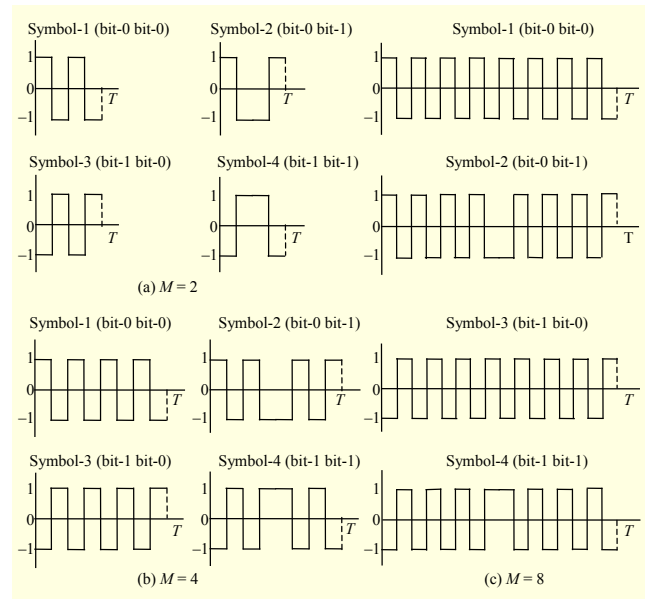 Symbol-1 (bit-0 bit-0)
1
0
–1
T
Symbol-2 (bit-0 bit-1)
1
0
–1
T
Symbol-3 (bit-1 bit-0)
1
0
–1
T
Symbol-4 (bit-1 bit-1)
1
0
–1
T
(a) M = 2
Symbol-1 (bit-0 bit-0)
1
0
–1
T
Symbol-2 (bit-0 bit-1)
1
0
–1
T
Symbol-3 (bit-1 bit-0)
1
0
–1
T
Symbol-4 (bit-1 bit-1)
1
0
–1
T
(b) M = 4
Symbol-1 (bit-0 bit-0)
1
0
–1
T
Symbol-2 (bit-0 bit-1)
1
0
–1
T
Symbol-3 (bit-1 bit-0)
1
0
–1
T
Symbol-4 (bit-1 bit-1)
1
0
–1
T
(c) M = 8